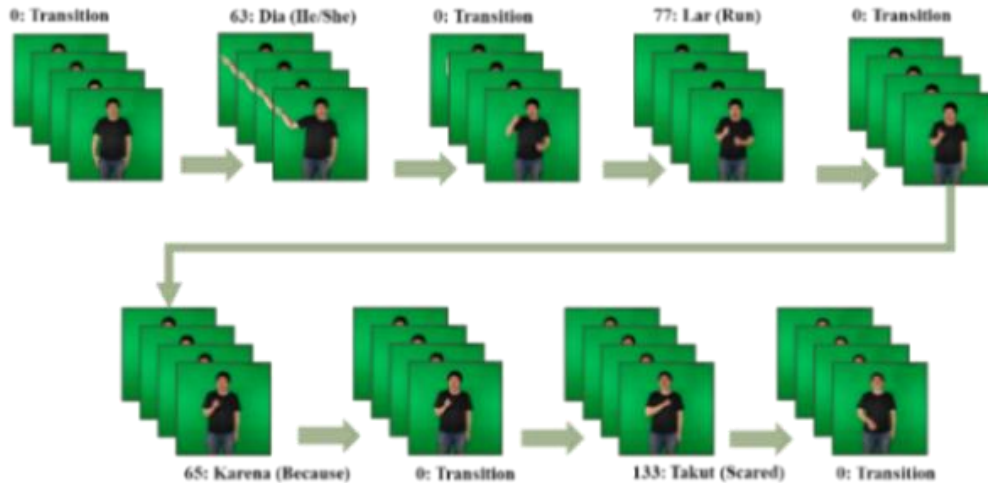 0: Transition
63: Dia (He/She)
0: Transition
77: Lar (Run)
0: Transition
65: Karena (Because)
0: Transition
133: Takut (Scared)
0: Transition